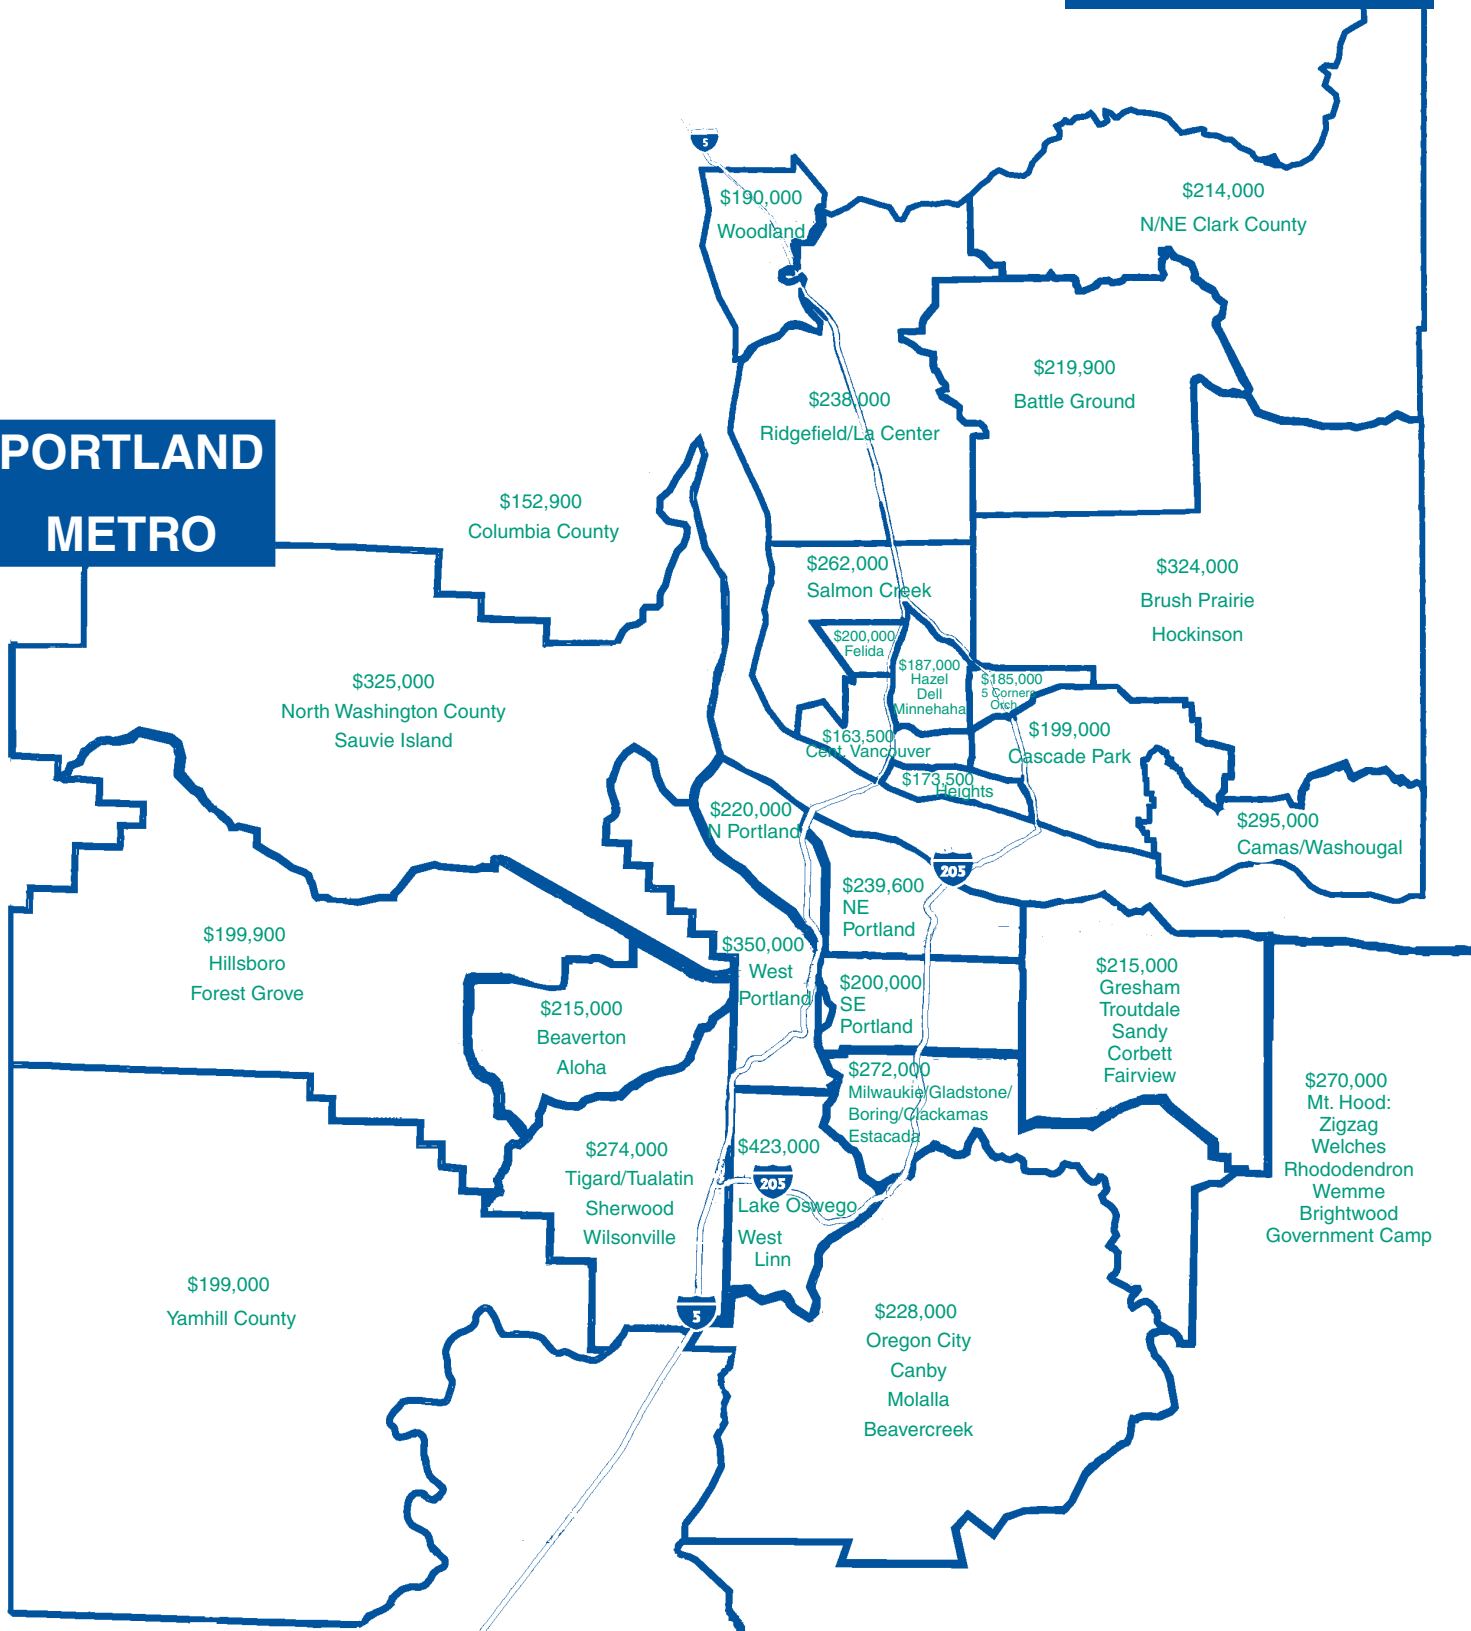 5
$190,000
Woodland
$214,000
N/NE Clark County
$219,900
Battle Ground
$238,000
Ridgefield/La Center
PORTLAND
METRO
$152,900
Columbia County
$262,000
Salmon Creek
$324,000
Brush Prairie
Hockinson
$200,000
Felida
$187,000
Hazel
Dell
Minnehaha
$185,000
5 Corners
Orch
$325,000
North Washington County
Sauvie Island
$163,500
Cent. Vancouver
$199,000
Cascade Park
$173,500
Heights
$220,000
N Portland
$295,000
Camas/Washougal
205
$239,600
NE
Portland
$199,900
Hillsboro
Forest Grove
$350,000
West
Portland
$200,000
SE
Portland
$215,000
Gresham
Troutdale
Sandy
Corbett
Fairview
$215,000
Beaverton
Aloha
$272,000
Milwaukie/Gladstone/
Boring/Clackamas
Estacada
$270,000
Mt. Hood:
Zigzag
Welches
Rhododendron
Wemme
Brightwood
Government Camp
$274,000
Tigard/Tualatin
Sherwood
Wilsonville
$423,000
205
Lake Oswego
West
Linn
$199,000
Yamhill County
5
$228,000
Oregon City
Canby
Molalla
Beavercreek